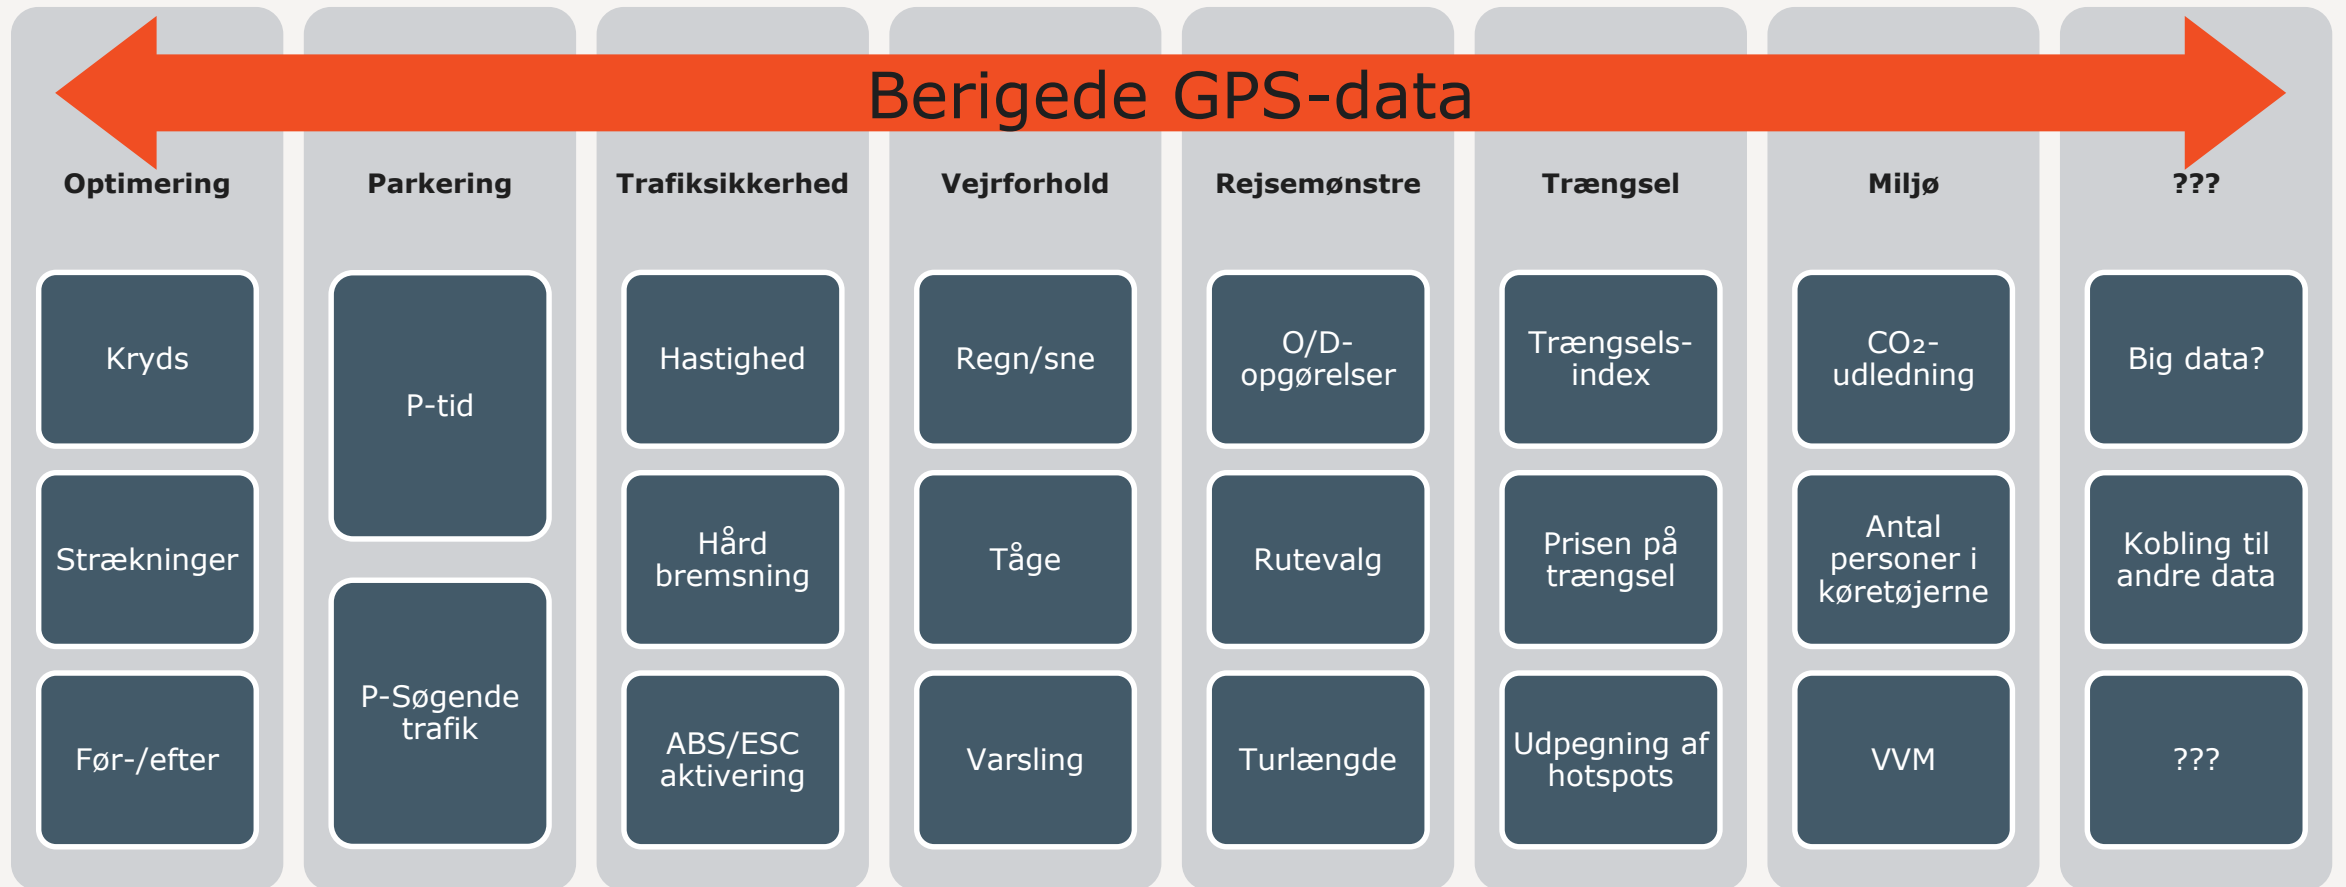 Berigede GPS-data
Optimering
Kryds
Strækninger
Før-/efter
Parkering
P-tid
P-Søgende
trafik
Trafiksikkerhed
Hastighed
Hård
bremsning
ABS/ESC
aktivering
Vejrforhold
Regn/sne
Tåge
Varsling
Rejsemønstre
O/D-
opgørelser
Rutevalg
Turlængde
Trængsel
Trængsels-
index
Prisen på
trængsel
Udpegning af
hotspots
Miljø
CO₂-
udledning
Antal
personer i
køretøjerne
VVM
???
Big data?
Kobling til
andre data
???